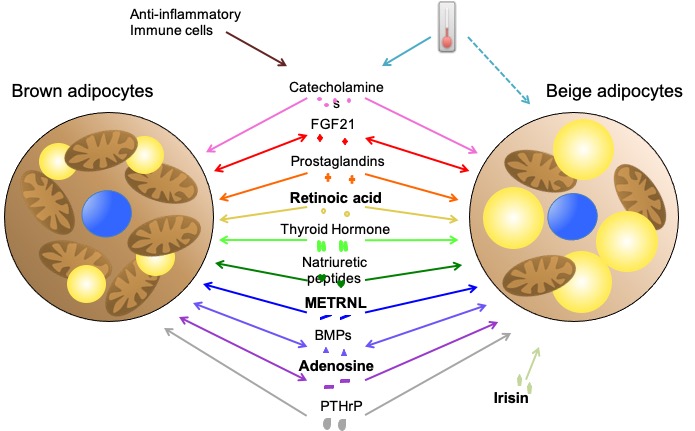 Anti-inflammatory
Immune cells
Brown adipocytes
Beige adipocytes
Catecholamine
s
FGF21
Prostaglandins
Retinoic acid
Thyroid Hormone
Natriuretic
peptides
METRNL
BMPs
Adenosine
PTHrP
Irisin